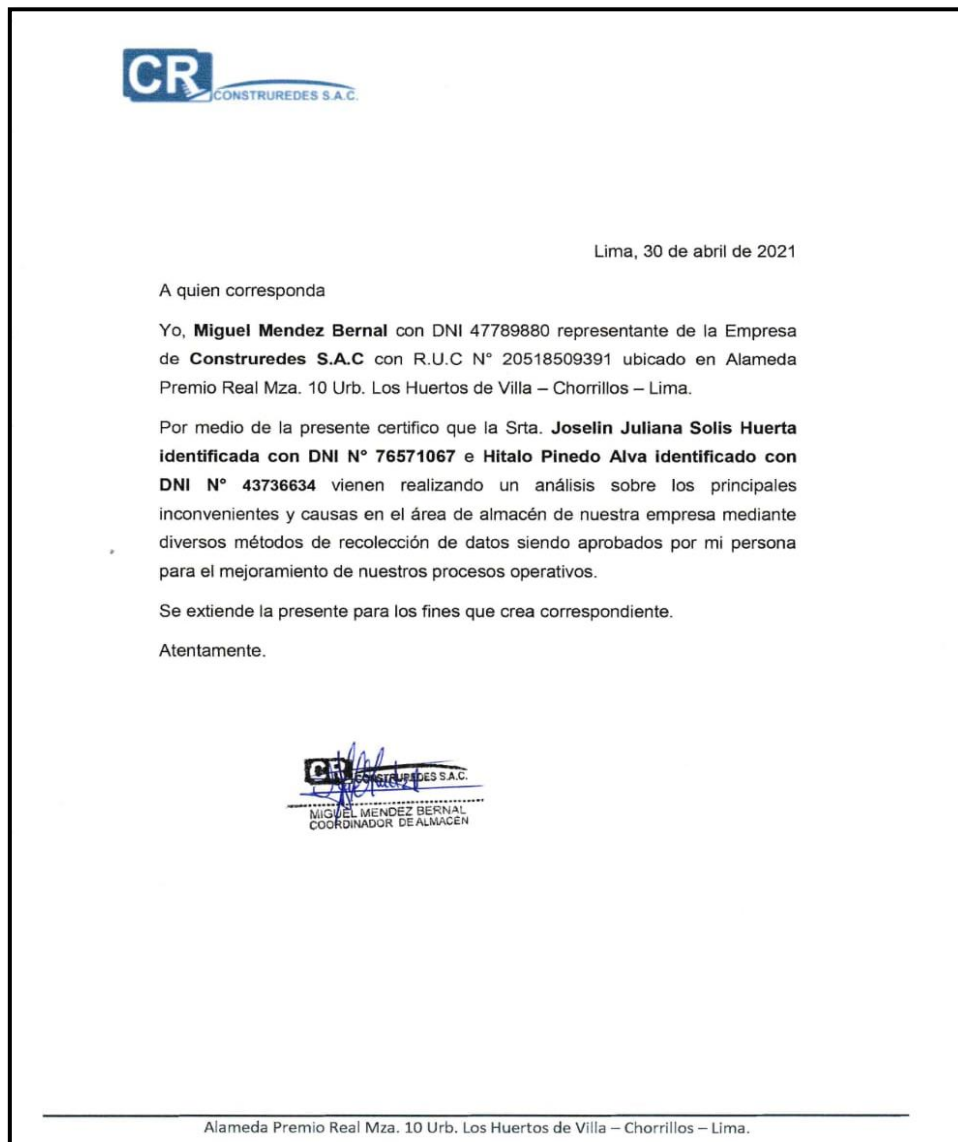 CR
CONSTRUREDES S.A.C.
Lima, 30 de abril de 2021
A quien corresponda
Yo, Miguel Mendez Bernal con DNI 47789880 representante de la Empresa
de Construredes S.A.C con R.U.C N° 20518509391 ubicado en Alameda
Premio Real Mza. 10 Urb. Los Huertos de Villa – Chorrillos – Lima.
Por medio de la presente certifico que la Srta. Joselin Juliana Solis Huerta
identificada con DNI N° 76571067 e Hitalo Pinedo Alva identificado con
DNI N° 43736634 vienen realizando un análisis sobre los principales
inconvenientes y causas en el área de almacén de nuestra empresa mediante
diversos métodos de recolección de datos siendo aprobados por mi persona
para el mejoramiento de nuestros procesos operativos.
Se extiende la presente para los fines que crea correspondiente.
Atentamente.
CR
CONSTRUREDES S.A.C.
MIGUEL MENDEZ BERNAL
COORDINADOR DE ALMACÉN
Alameda Premio Real Mza. 10 Urb. Los Huertos de Villa – Chorrillos – Lima.